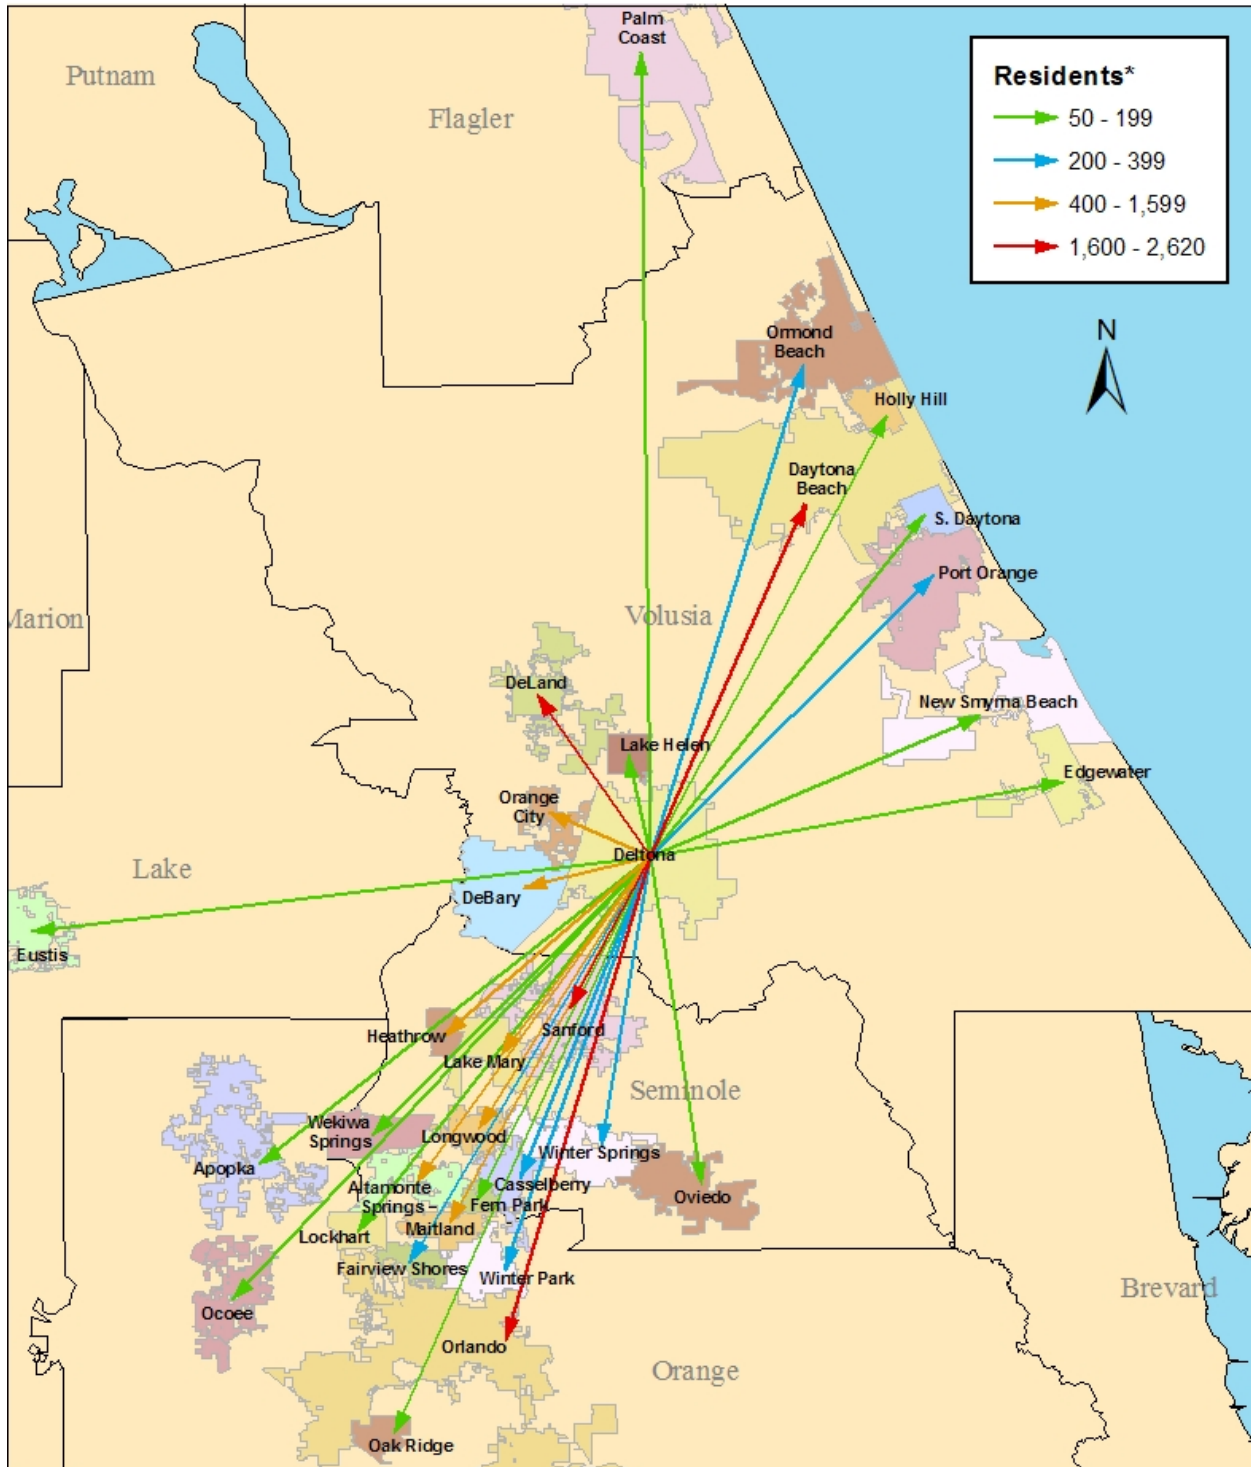 Palm
Coast
Putnam
Flagler
Residents*
50 - 199
200 - 399
400 - 1,599
1,600 - 2,620
N
Ormond
Beach
Holly Hill
Daytona
Beach
S. Daytona
Port Orange
Marion
Volusia
DeLand
New Smyrna Beach
Lake Helen
Edgewater
Orange
City
Deltona
Lake
DeBary
Eustis
Heathrow
Sanford
Lake Mary
Seminole
Wekiwa
Springs
Longwood
Winter Springs
Apopka
Altamonte
Springs -
Casselberry
Fern Park
Oviedo
Lockhart
Maitland
Fairview Shores
Winter Park
Brevard
Ocoee
Orlando
Orange
Oak Ridge